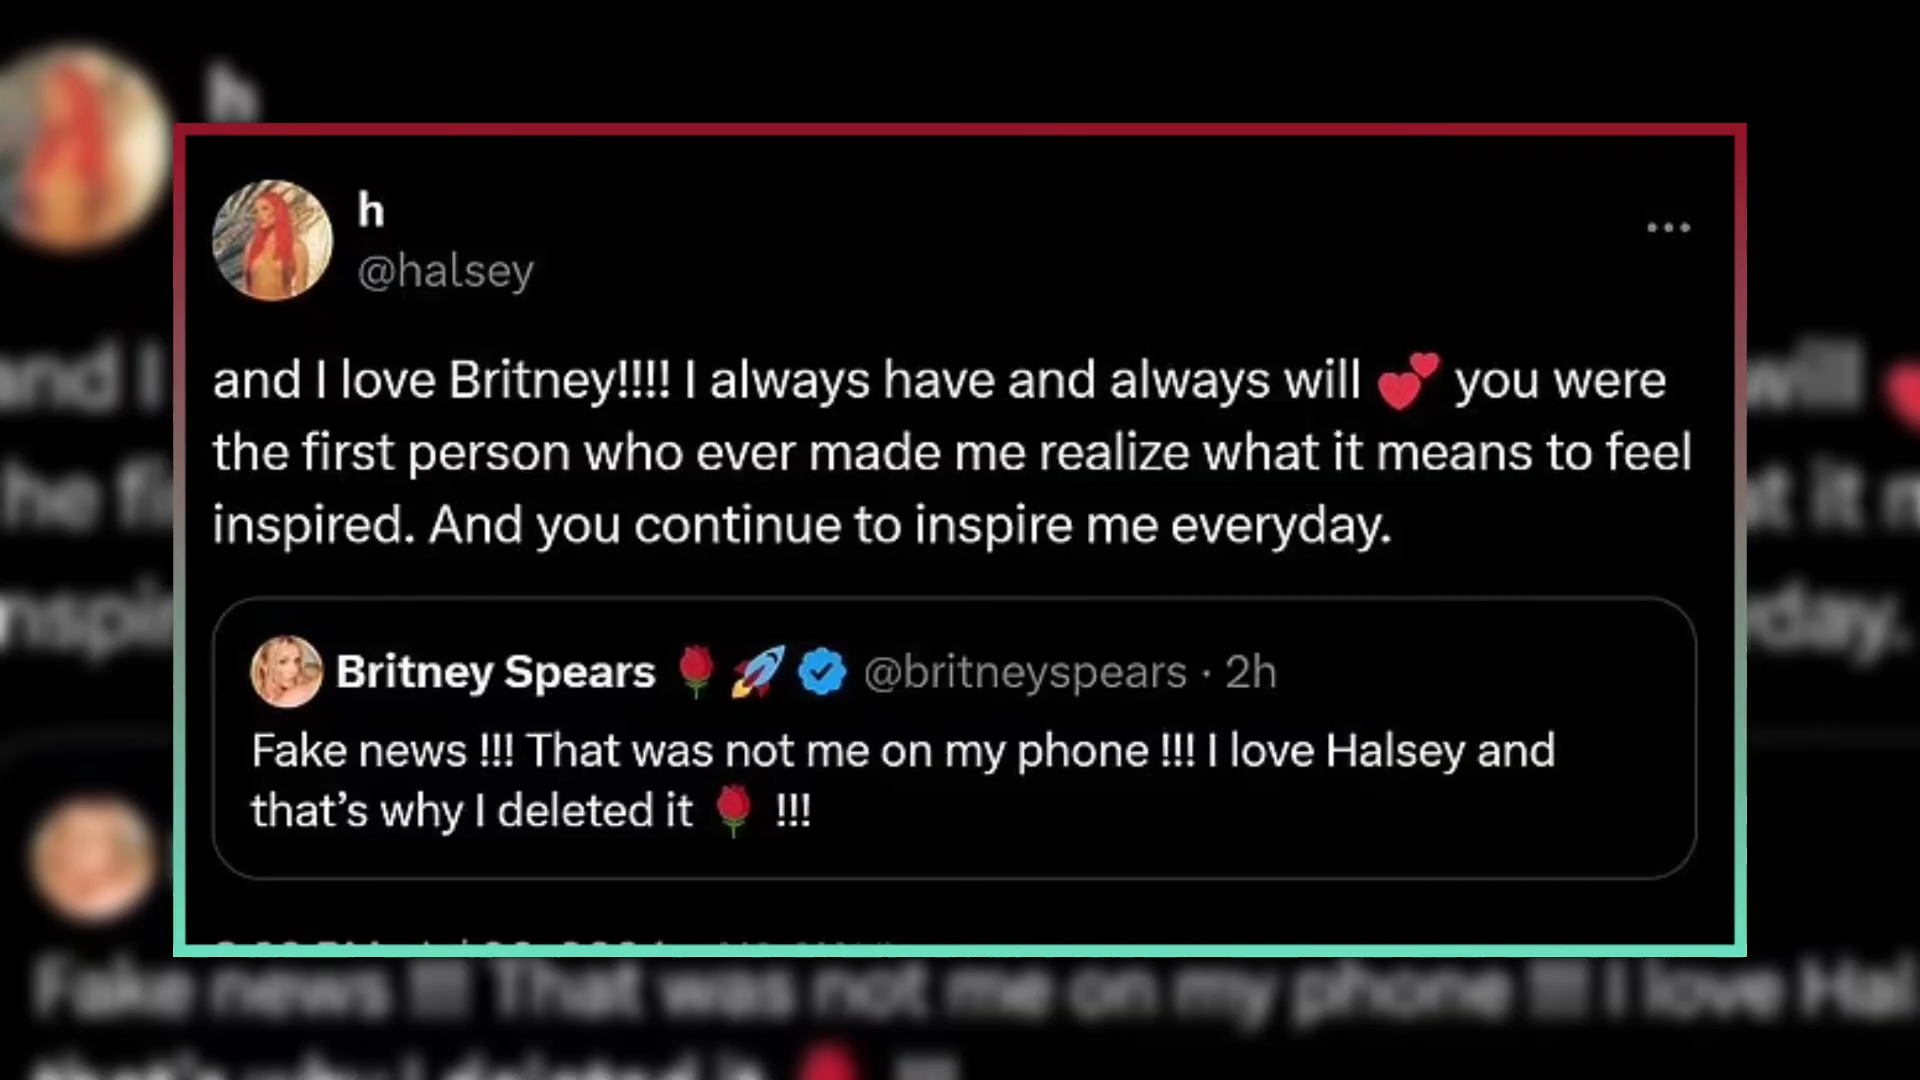 h
@halsey
and I love Britney!!!! I always have and always will 💕 you were
the first person who ever made me realize what it means to feel
inspired. And you continue to inspire me everyday.
Britney Spears 🌹🚀 @britneyspears · 2h
Fake news !!! That was not me on my phone !!! I love Halsey and
that's why I deleted it 🌹 !!!